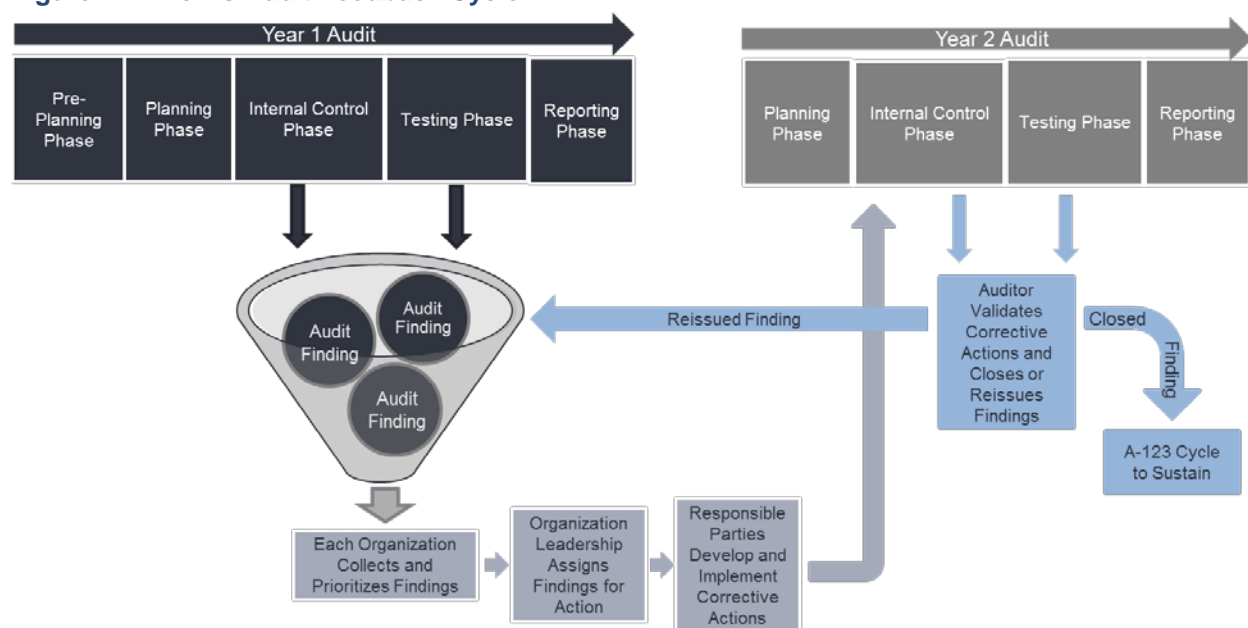 Year 1 Audit
Pre-
Planning
Phase
Planning
Phase
Internal Control
Phase
Testing Phase
Reporting
Phase
Year 2 Audit
Planning
Phase
Internal Control
Phase
Testing Phase
Reporting
Phase
Audit
Finding
Audit
Finding
Audit
Finding
Reissued Finding
Auditor
Validates
Corrective
Actions and
Closes or
Reissues
Findings
Closed
Finding
A-123 Cycle
to Sustain
Each Organization
Collects and
Prioritizes Findings
Organization
Leadership
Assigns
Findings for
Action
Responsible
Parties
Develop and
Implement
Corrective
Actions